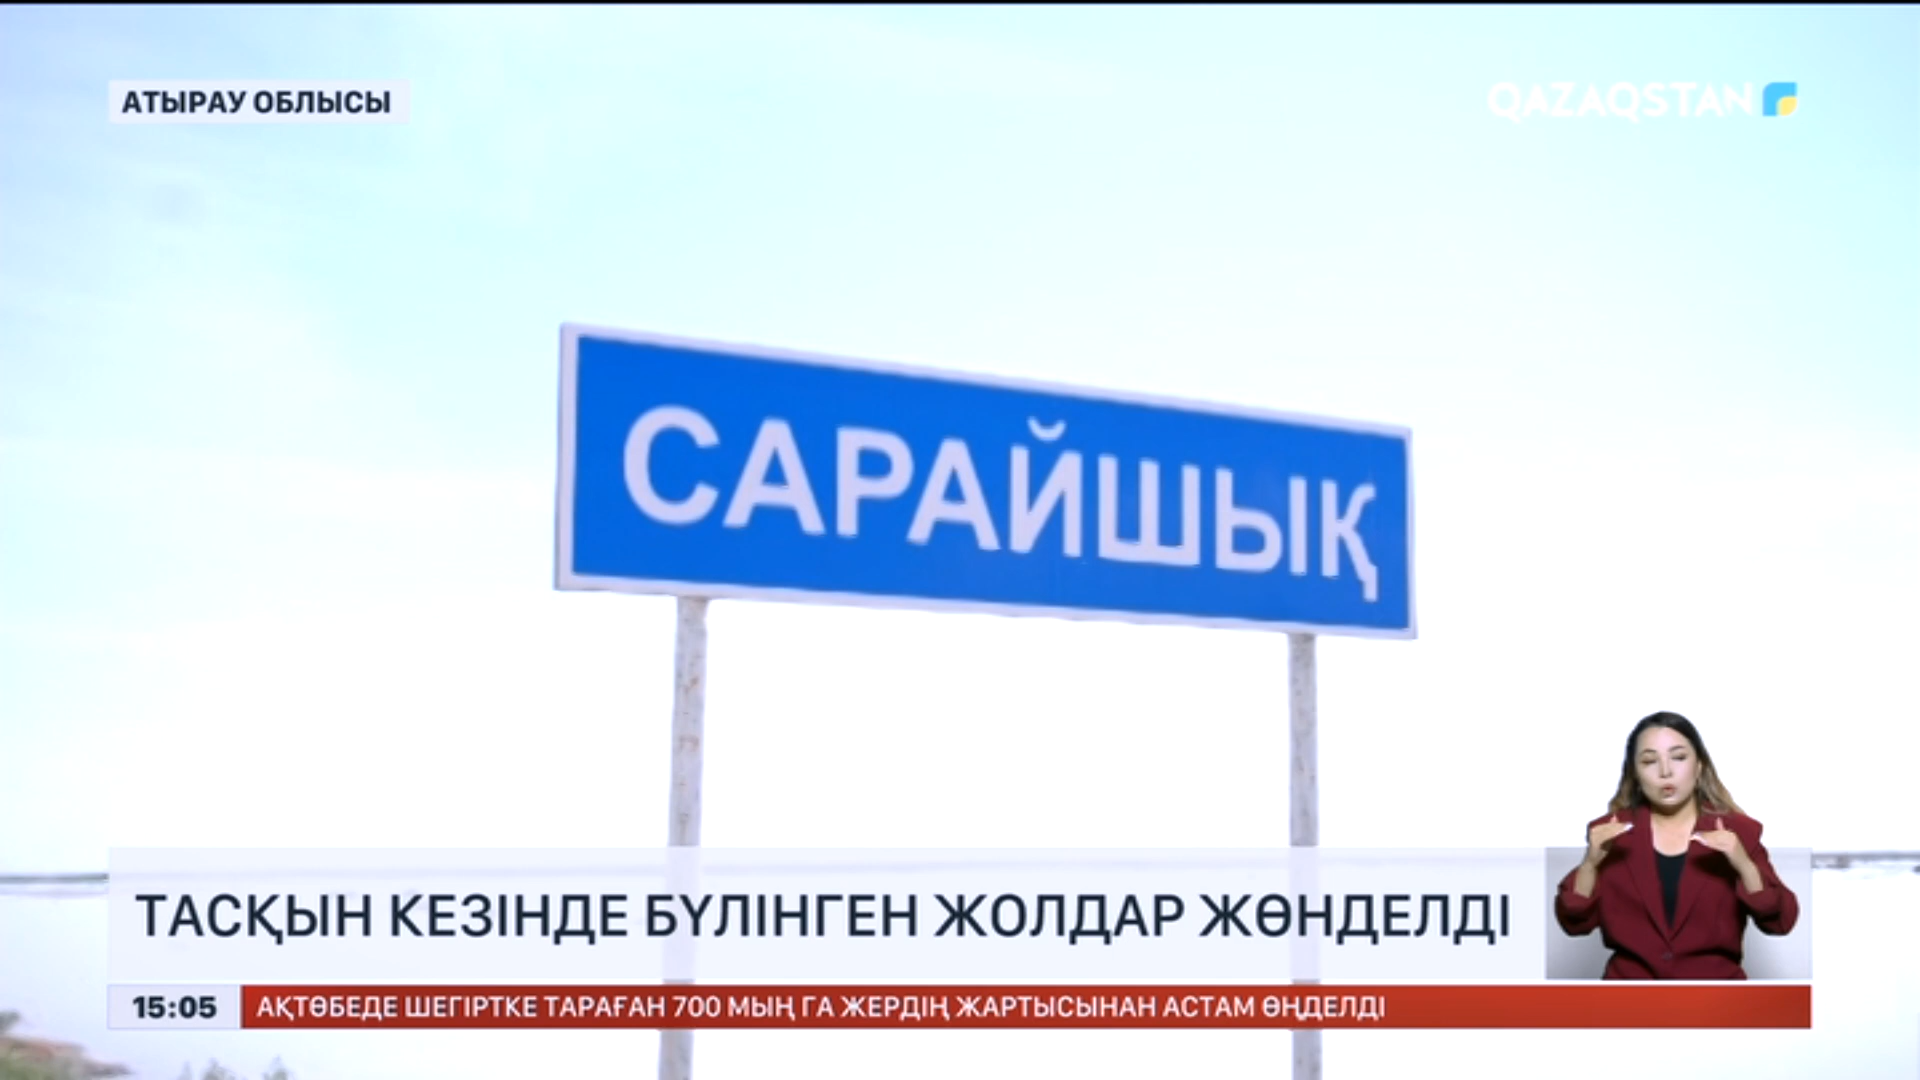 АТЫРАУ ОБЛЫСЫ
QAZAQSTAN
САРАЙШЫҚ
ТАСҚЫН КЕЗІНДЕ БҮЛІНГЕН ЖОЛДАР ЖӨНДЕЛДІ
15:05
АҚТӨБЕДЕ ШЕГІРТКЕ ТАРАҒАН 700 МЫҢ ГА ЖЕРДІҢ ЖАРТЫСЫНАН АСТАМ ӨҢДЕЛДІ